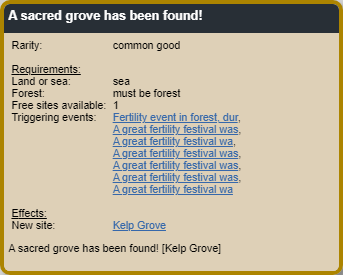 A sacred grove has been found!
Rarity: common good
Requirements:
Land or sea: sea
Forest: must be forest
Free sites available: 1
Triggering events: Fertility event in forest, dur,
A great fertility festival was,
A great fertility festival wa,
A great fertility festival was,
A great fertility festival was,
A great fertility festival was,
A great fertility festival wa
Effects:
New site: Kelp Grove
A sacred grove has been found! [Kelp Grove]